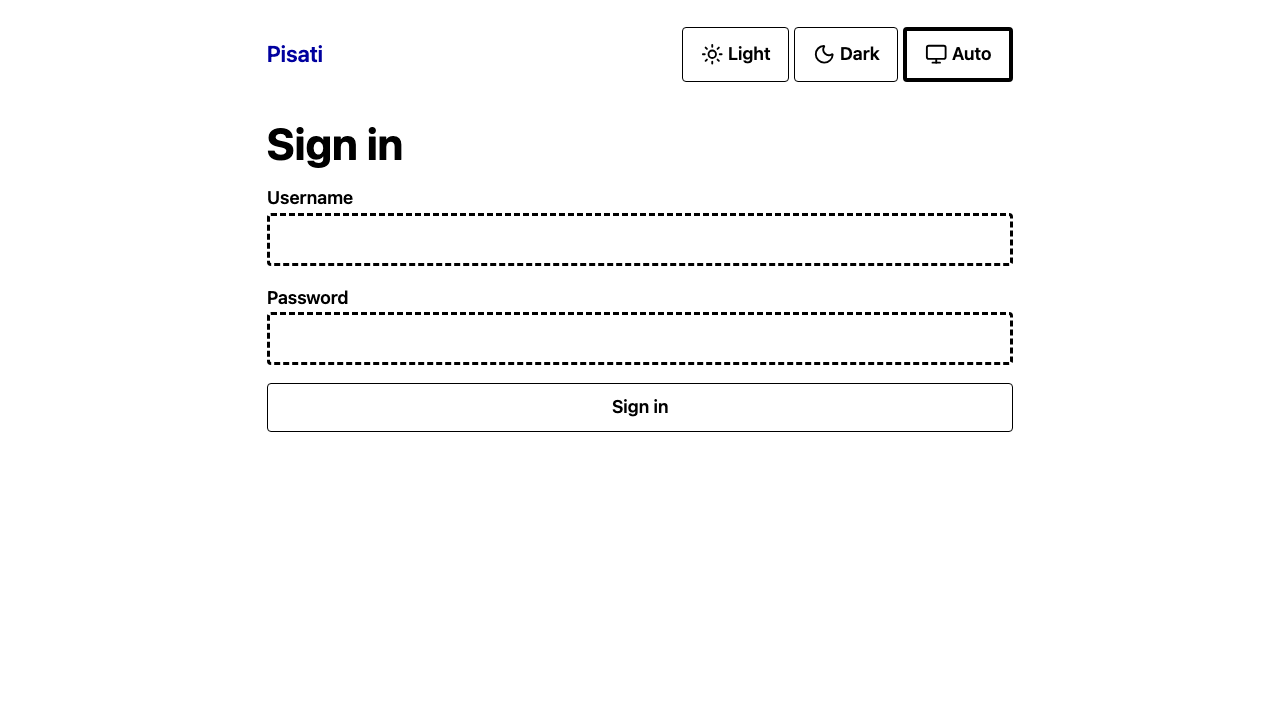 Pisati
Light
Dark
Auto
Sign in
Username
Password
Sign in